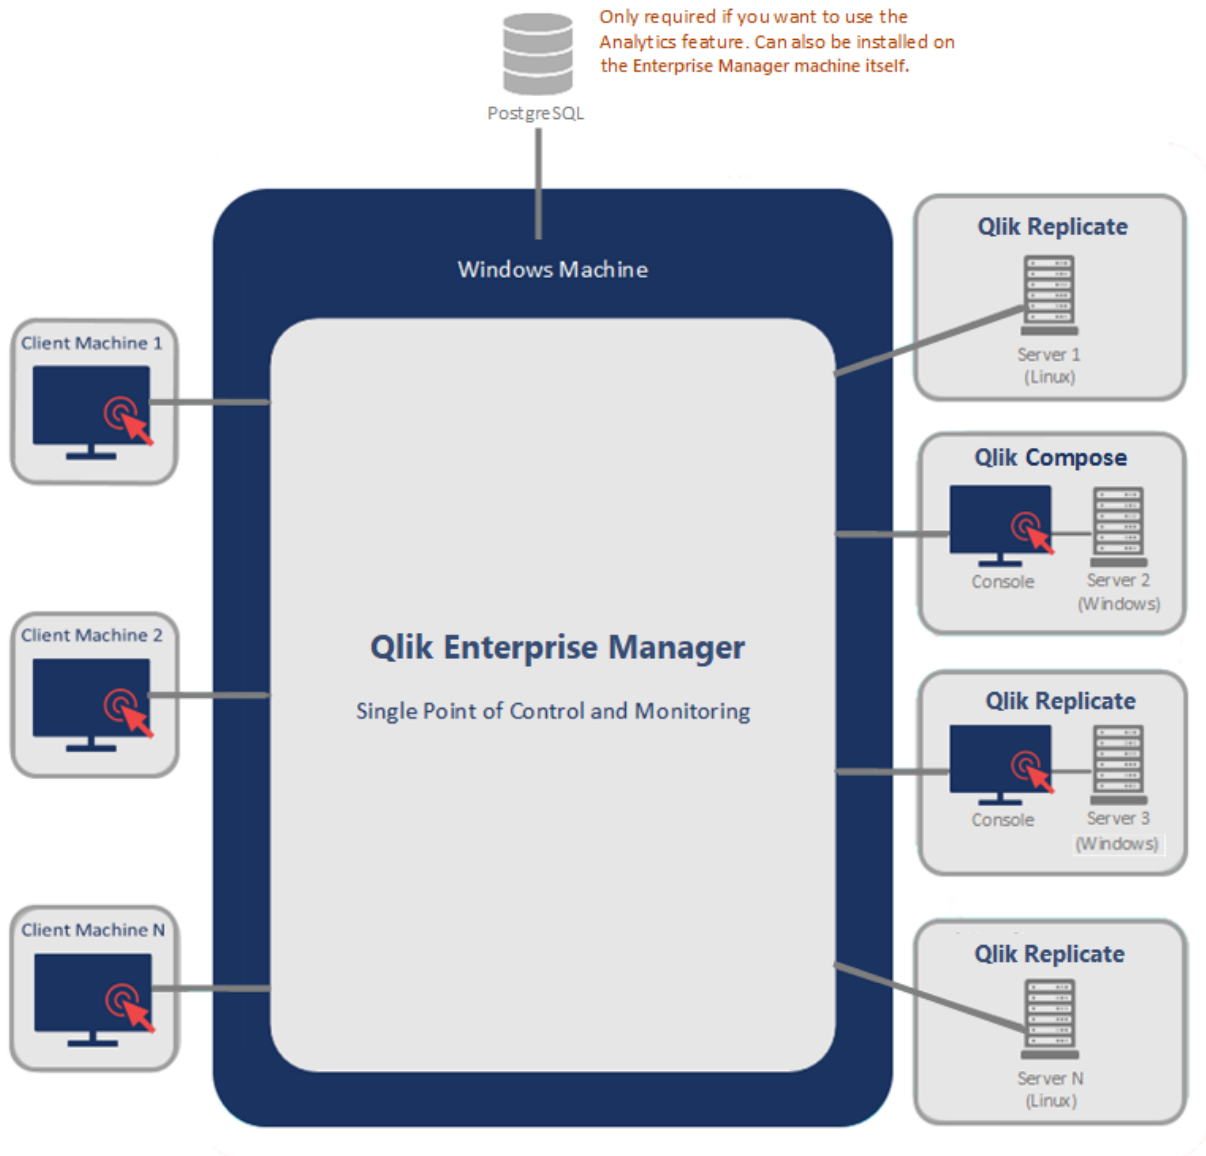 Only required if you want to use the
Analytics feature. Can also be installed on
the Enterprise Manager machine itself.
PostgreSQL
Windows Machine
Client Machine 1
Client Machine 2
Client Machine N
Qlik Enterprise Manager
Single Point of Control and Monitoring
Qlik Replicate
Server 1
(Linux)
Qlik Compose
Console
Server 2
(Windows)
Qlik Replicate
Console
Server 3
(Windows)
Qlik Replicate
Server N
(Linux)